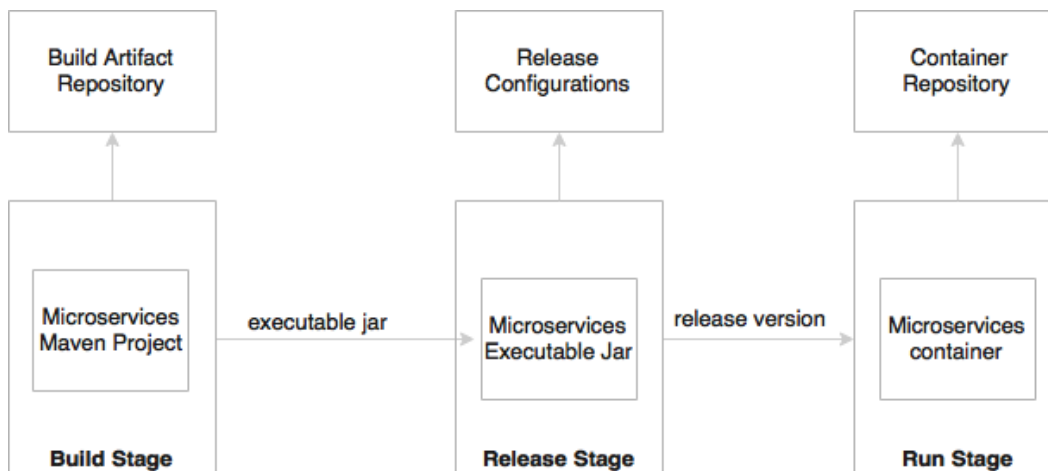 Build Artifact
Repository
Release
Configurations
Container
Repository
Microservices
Maven Project
executable jar
Microservices
Executable Jar
release version
Microservices
container
Build Stage
Release Stage
Run Stage